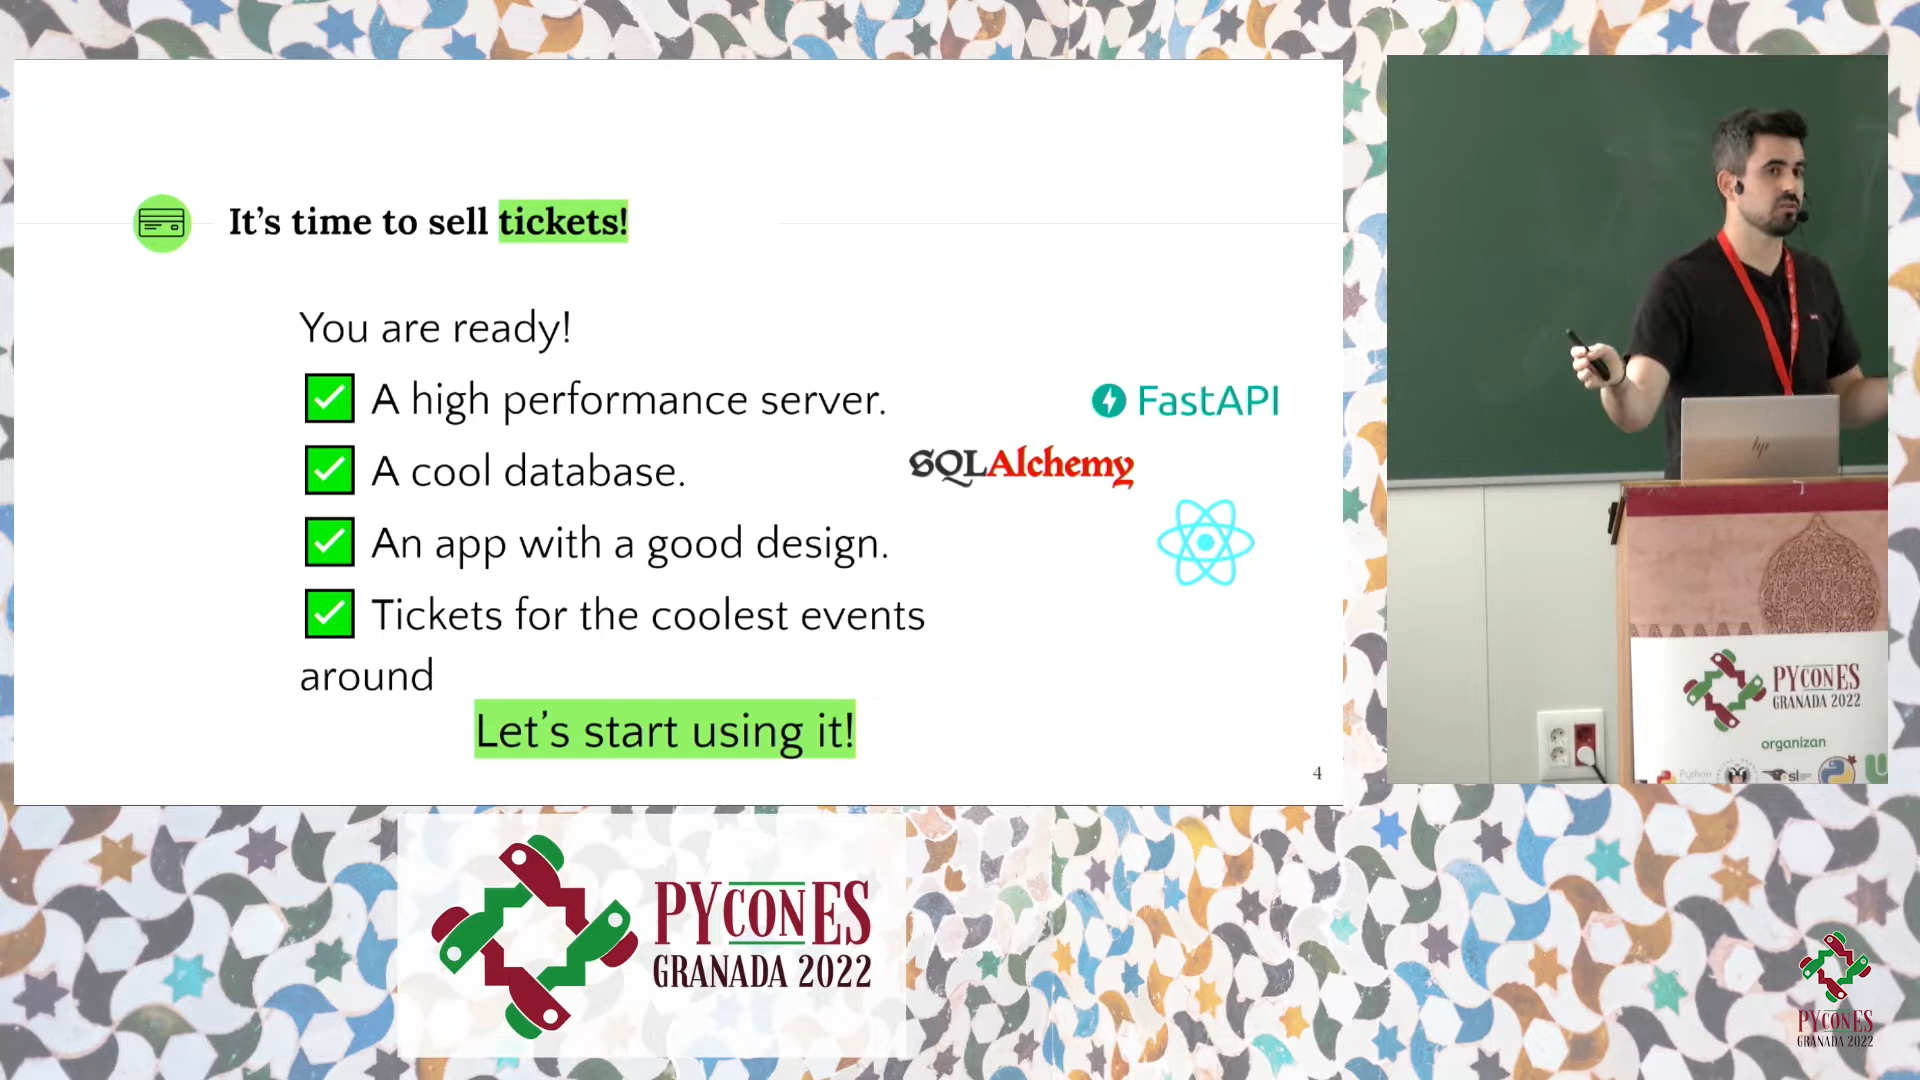 It's time to sell tickets!
You are ready!
A high performance server.
FastAPI
A cool database.
SQLAlchemy
An app with a good design.
Tickets for the coolest events
around
Let's start using it!
4
hp
PYCONES
GRANADA 2022
organizan
Python
PYCONES
GRANADA 2022
PYCONES
GRANADA 2022